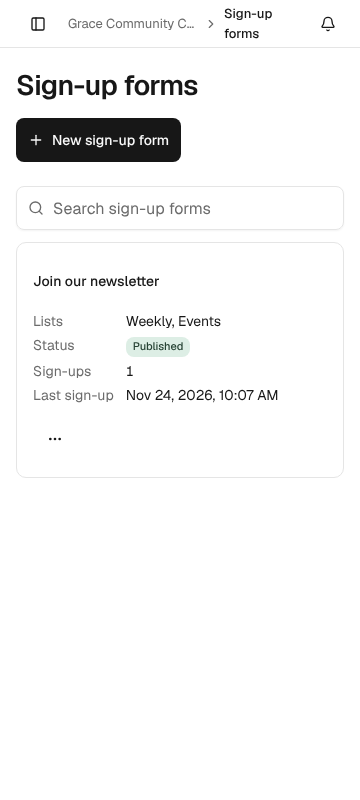 Grace Community C...
Sign-up
forms
Sign-up forms
New sign-up form
Search sign-up forms
Join our newsletter
Lists Weekly, Events
Status Published
Sign-ups 1
Last sign-up Nov 24, 2026, 10:07 AM